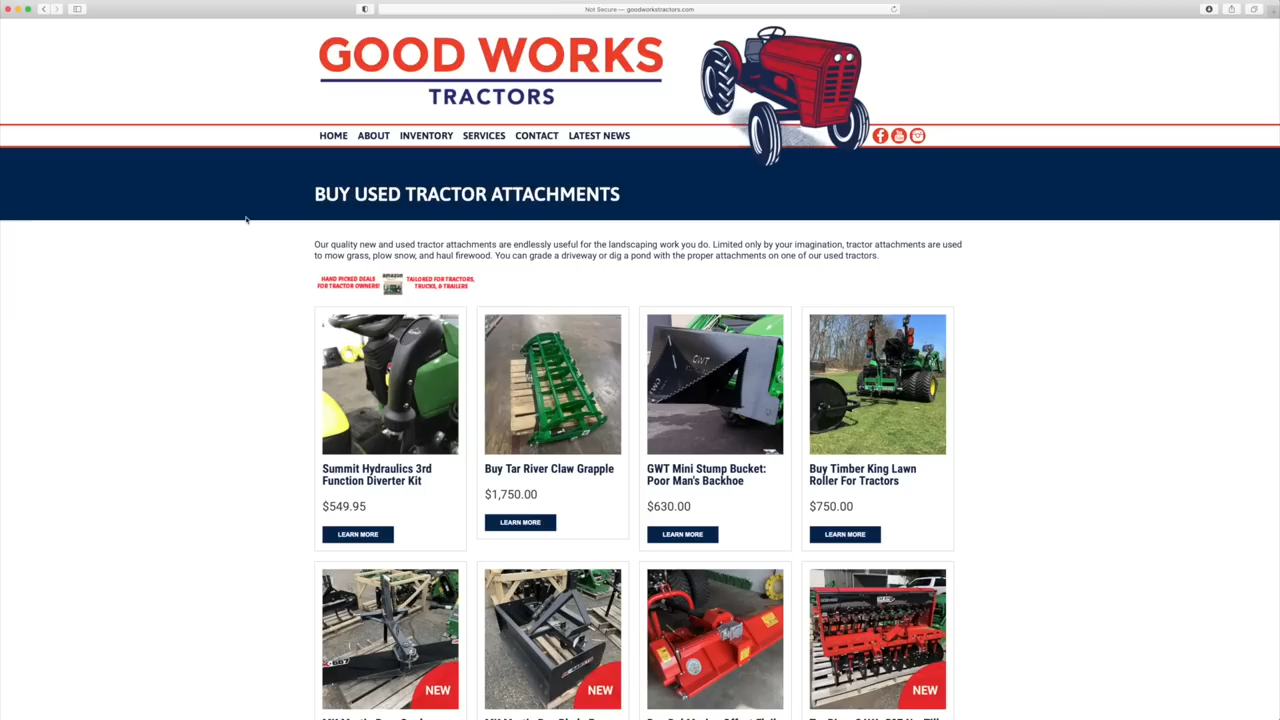 Not Secure — goodworkstractors.com
GOOD WORKS
TRACTORS
HOME ABOUT INVENTORY SERVICES CONTACT LATEST NEWS
BUY USED TRACTOR ATTACHMENTS
Our quality new and used tractor attachments are endlessly useful for the landscaping work you do. Limited only by your imagination, tractor attachments are used
to mow grass, plow snow, and haul firewood. You can grade a driveway or dig a pond with the proper attachments on one of our used tractors.
HAND PICKED DEALS
FOR TRACTOR OWNERS!
amazon
TAILORED FOR TRACTORS,
TRUCKS, & TRAILERS
GWT
Summit Hydraulics 3rd
Function Diverter Kit
$549.95
LEARN MORE
Buy Tar River Claw Grapple
$1,750.00
LEARN MORE
GWT Mini Stump Bucket:
Poor Man's Backhoe
$630.00
LEARN MORE
Buy Timber King Lawn
Roller For Tractors
$750.00
LEARN MORE
NEW
NEW
NEW